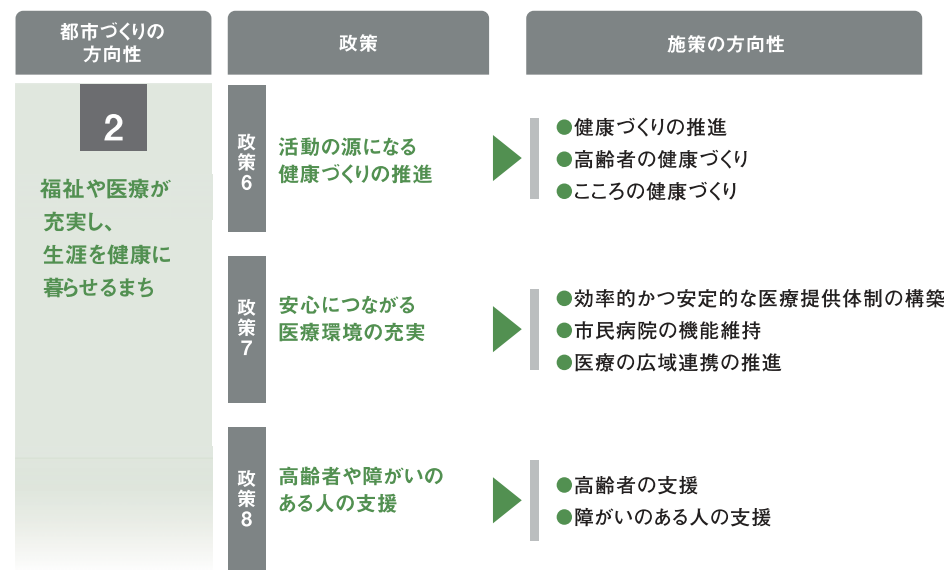 都市づくりの
方向性
政策
施策の方向性
2
福祉や医療が
充実し、
生涯を健康に
暮らせるまち
政策6
活動の源になる
健康づくりの推進
●健康づくりの推進
●高齢者の健康づくり
●こころの健康づくり
政策7
安心につながる
医療環境の充実
●効率的かつ安定的な医療提供体制の構築
●市民病院の機能維持
●医療の広域連携の推進
政策8
高齢者や障がいの
ある人の支援
●高齢者の支援
●障がいのある人の支援